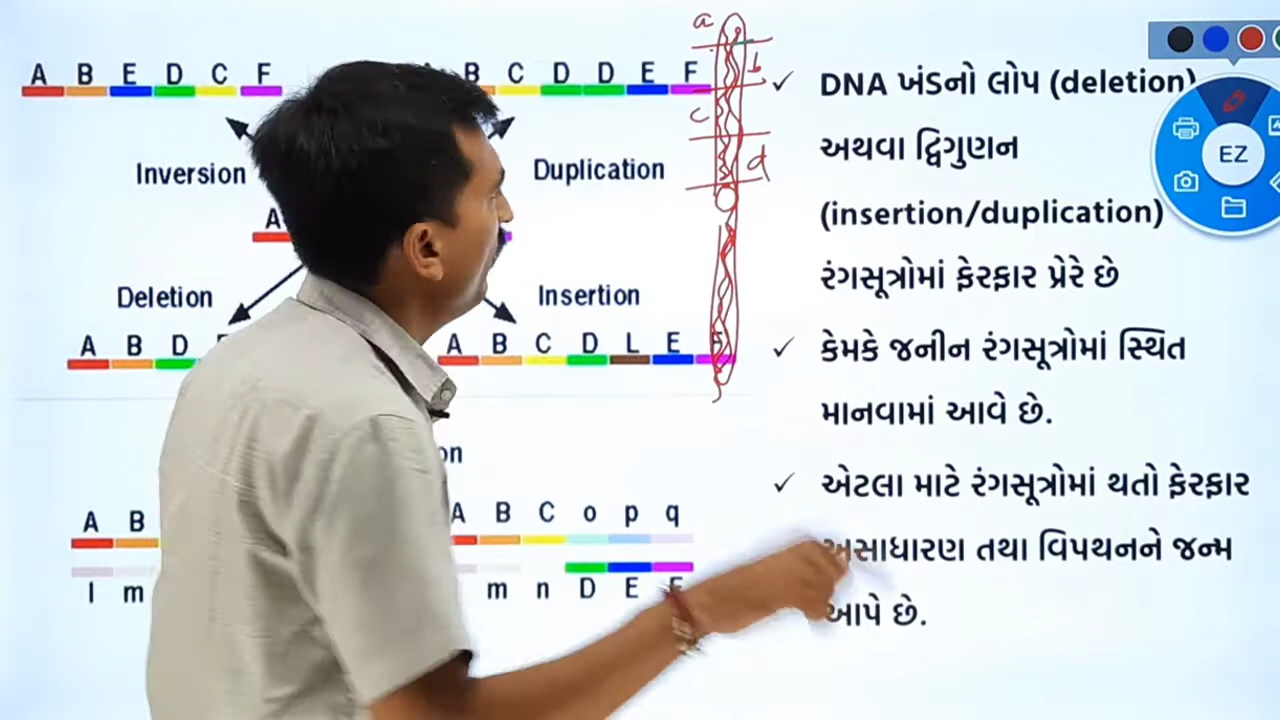 A B E D C F
B C D D E F
Inversion
Duplication
A
Deletion
Insertion
A B D
A B C D L E F
on
A B
A B C o p q
l m
m n D E F
a
b
c
d
✓ DNA ખંડનો લોપ (deletion)
અથવા દ્વિગુણન
(insertion/duplication)
રંગસૂત્રોમાં ફેરફાર પ્રેરે છે
✓ કેમકે જનીન રંગસૂત્રોમાં સ્થિત
માનવામાં આવે છે.
✓ એટલા માટે રંગસૂત્રોમાં થતો ફેરફાર
અસાધારણ તથા વિપથનને જન્મ
આપે છે.
EZ